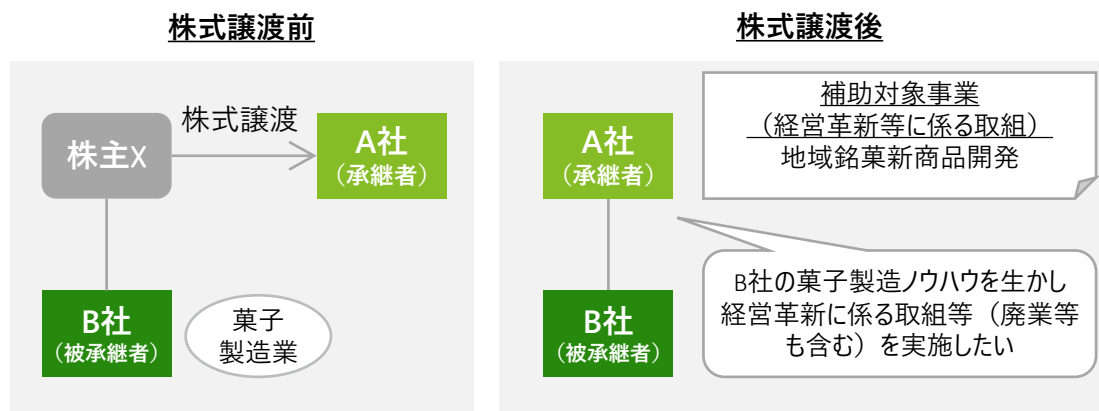 株式譲渡前
株主X
株式譲渡
A社
（承継者）
B社
（被承継者）
菓子
製造業
株式譲渡後
A社
（承継者）
B社
（被承継者）
補助対象事業
（経営革新等に係る取組）
地域銘菓新商品開発
B社の菓子製造ノウハウを生かし
経営革新に係る取組等（廃業等
も含む）を実施したい